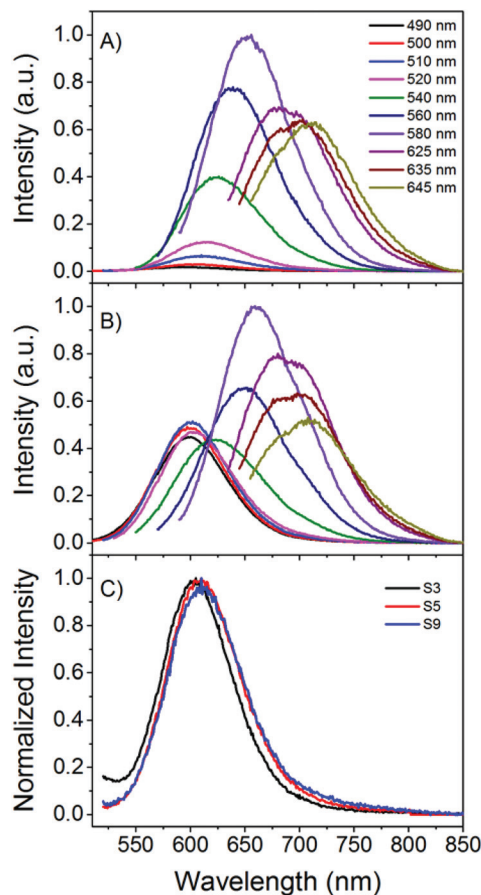 A)
490 nm
500 nm
510 nm
520 nm
540 nm
560 nm
580 nm
625 nm
635 nm
645 nm
Intensity (a.u.)
1.0
0.8
0.6
0.4
0.2
0.0
B)
Intensity (a.u.)
1.0
0.8
0.6
0.4
0.2
0.0
C)
S3
S5
S9
Normalized Intensity
1.0
0.8
0.6
0.4
0.2
0.0
550 600 650 700 750 800 850
Wavelength (nm)